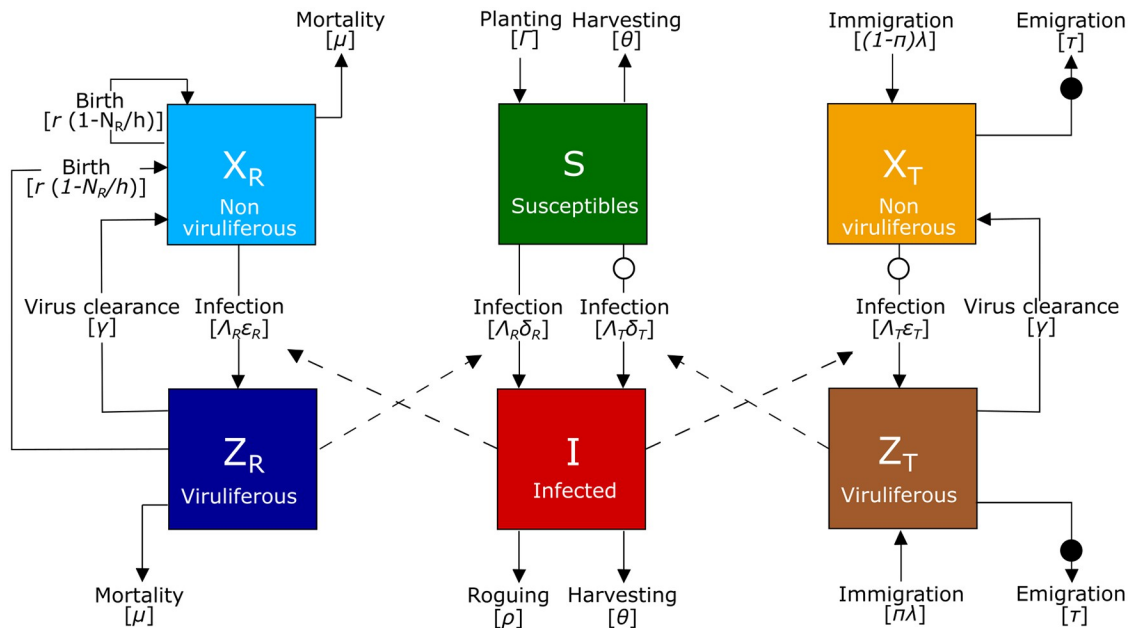 Mortality
[μ]
Planting
[Γ]
Harvesting
[θ]
Immigration
[(1-π)λ]
Emigration
[τ]
Birth
[r (1-N_R/h)]
Birth
[r (1-N_R/h)]
X_R
Non
viruliferous
S
Susceptibles
X_T
Non
viruliferous
Virus clearance
[γ]
Infection
[Λ_Rε_R]
Infection
[Λ_Rδ_R]
Infection
[Λ_Tδ_T]
Infection
[Λ_Tε_T]
Virus clearance
[γ]
Z_R
Viruliferous
I
Infected
Z_T
Viruliferous
Mortality
[μ]
Roguing
[ρ]
Harvesting
[θ]
Immigration
[πλ]
Emigration
[τ]